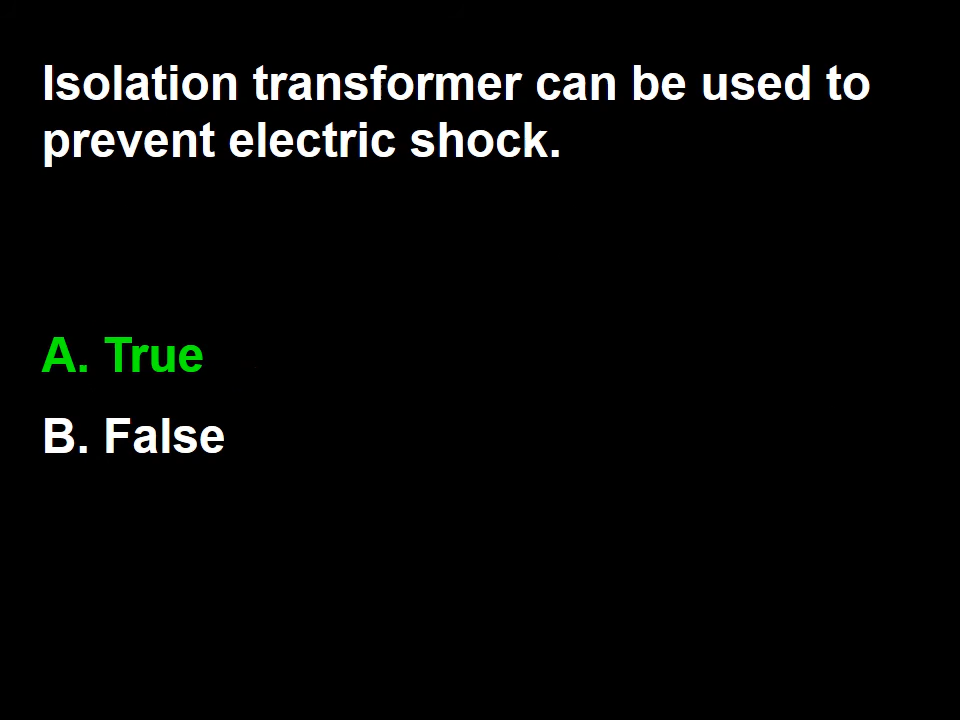 Isolation transformer can be used to
prevent electric shock.
A. True
B. False